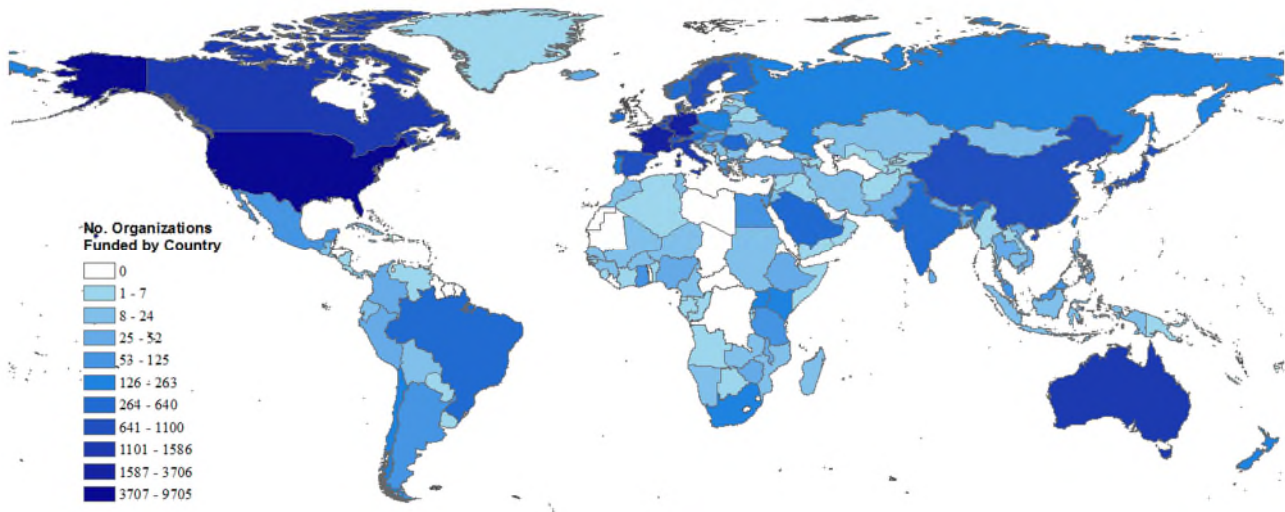 No. Organizations
Funded by Country
0
1 - 7
8 - 24
25 - 52
53 - 125
126 - 263
264 - 640
641 - 1100
1101 - 1586
1587 - 3706
3707 - 9705